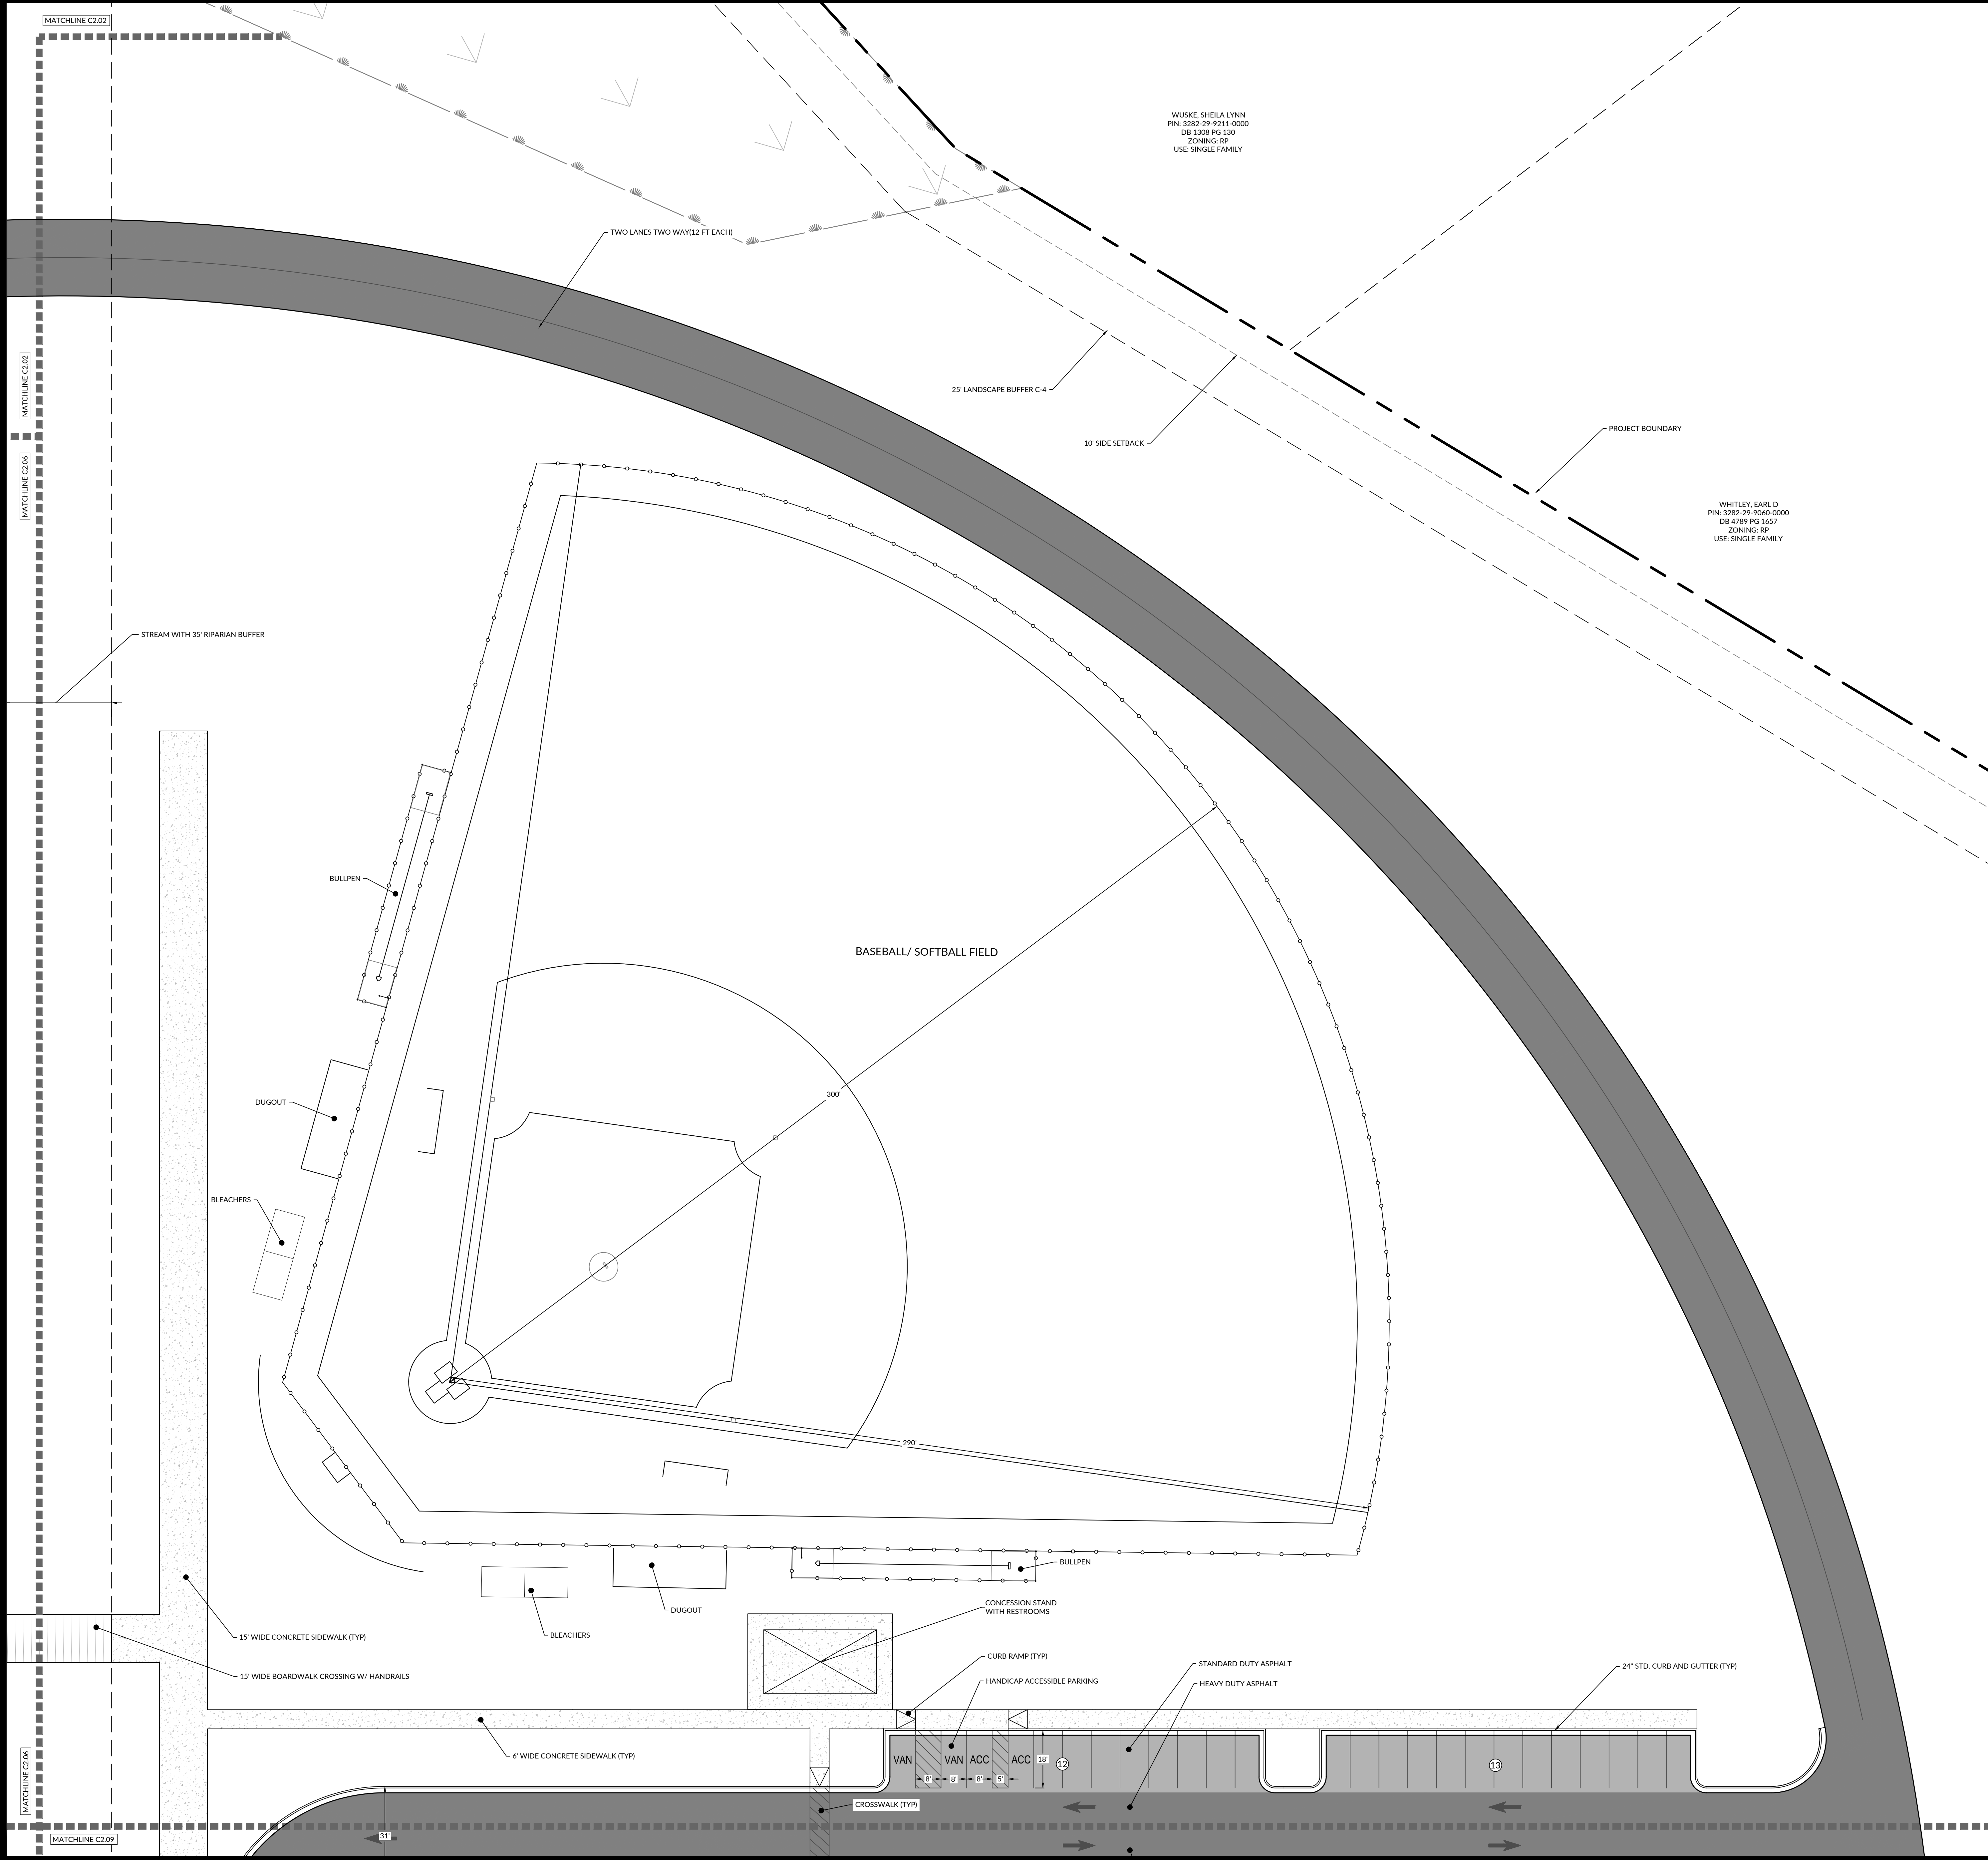 MATCHLINE C2.02
WUSKE, SHEILA LYNN
PIN: 3282-29-9211-0000
DB 1308 PG 130
ZONING: RP
USE: SINGLE FAMILY
TWO LANES TWO WAY(12 FT EACH)
MATCHLINE C2.02
25' LANDSCAPE BUFFER C-4
10' SIDE SETBACK
PROJECT BOUNDARY
MATCHLINE C2.06
WHITLEY, EARL D
PIN: 3282-29-9060-0000
DB 4789 PG 1657
ZONING: RP
USE: SINGLE FAMILY
STREAM WITH 35' RIPARIAN BUFFER
BULLPEN
BASEBALL/ SOFTBALL FIELD
300'
DUGOUT
BLEACHERS
290'
BULLPEN
CONCESSION STAND
WITH RESTROOMS
DUGOUT
BLEACHERS
15' WIDE CONCRETE SIDEWALK (TYP)
CURB RAMP (TYP)
STANDARD DUTY ASPHALT
24" STD. CURB AND GUTTER (TYP)
15' WIDE BOARDWALK CROSSING W/ HANDRAILS
HANDICAP ACCESSIBLE PARKING
HEAVY DUTY ASPHALT
6' WIDE CONCRETE SIDEWALK (TYP)
VAN
VAN
ACC
ACC
18'
12
13
8'
8'
8'
5'
MATCHLINE C2.06
CROSSWALK (TYP)
31'
MATCHLINE C2.09